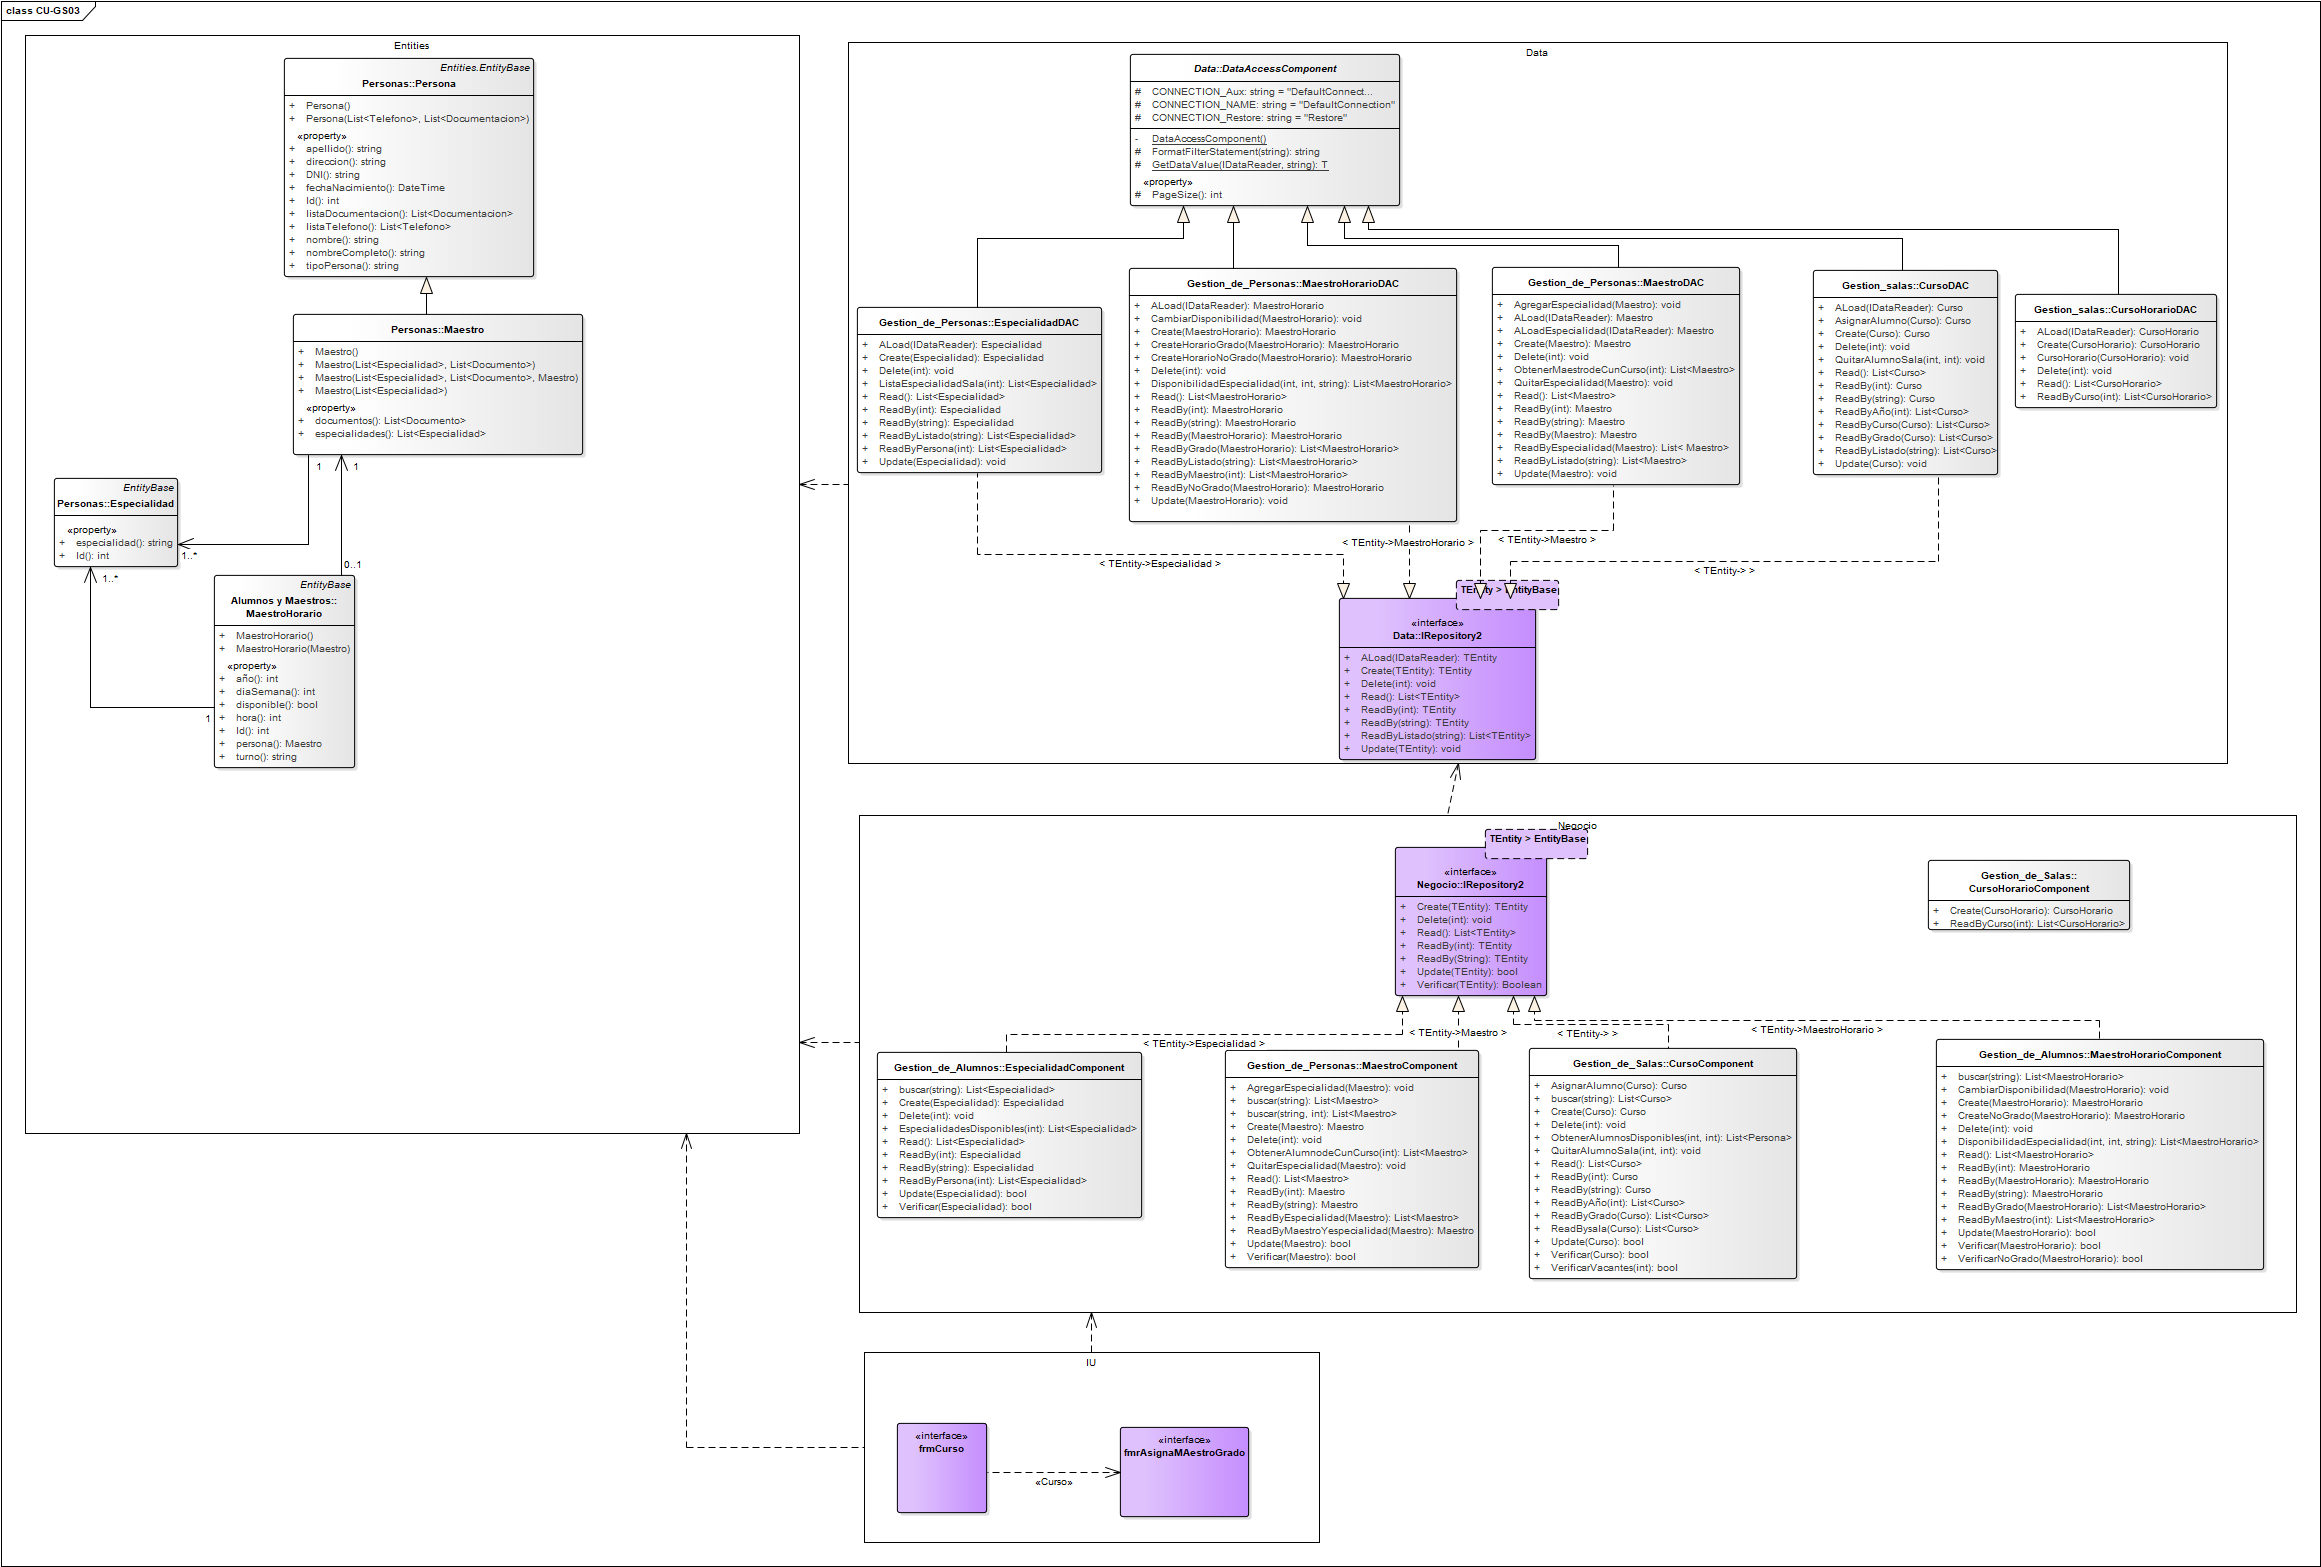 class CU-GS03
Entities
Entities.EntityBase
Personas::Persona
+ Persona()
+ Persona(List<Telefono>, List<Documentacion>)
«property»
+ apellido(): string
+ direccion(): string
+ DNI(): string
+ fechaNacimiento(): DateTime
+ Id(): int
+ listaDocumentacion(): List<Documentacion>
+ listaTelefono(): List<Telefono>
+ nombre(): string
+ nombreCompleto(): string
+ tipoPersona(): string
Personas::Maestro
+ Maestro()
+ Maestro(List<Especialidad>, List<Documento>)
+ Maestro(List<Especialidad>, List<Documento>, Maestro)
+ Maestro(List<Especialidad>)
«property»
+ documentos(): List<Documento>
+ especialidades(): List<Especialidad>
1
1
EntityBase
Personas::Especialidad
«property»
+ especialidad(): string
+ Id(): int
1..*
0..1
1..*
EntityBase
Alumnos y Maestros::
MaestroHorario
+ MaestroHorario()
+ MaestroHorario(Maestro)
«property»
+ año(): int
+ diaSemana(): int
+ disponible(): bool
+ hora(): int
+ Id(): int
+ persona(): Maestro
+ turno(): string
1
Data
Data::DataAccessComponent
# CONNECTION_Aux: string = "DefaultConnect...
# CONNECTION_NAME: string = "DefaultConnection"
# CONNECTION_Restore: string = "Restore"
- DataAccessComponent()
# FormatFilterStatement(string): string
# GetDataValue(IDataReader, string): T
«property»
# PageSize(): int
Gestion_de_Personas::EspecialidadDAC
+ ALoad(IDataReader): Especialidad
+ Create(Especialidad): Especialidad
+ Delete(int): void
+ ListaEspecialidadSala(int): List<Especialidad>
+ Read(): List<Especialidad>
+ ReadBy(int): Especialidad
+ ReadBy(string): Especialidad
+ ReadByListado(string): List<Especialidad>
+ ReadByPersona(int): List<Especialidad>
+ Update(Especialidad): void
Gestion_de_Personas::MaestroHorarioDAC
+ ALoad(IDataReader): MaestroHorario
+ CambiarDisponibilidad(MaestroHorario): void
+ Create(MaestroHorario): MaestroHorario
+ CreateHorarioGrado(MaestroHorario): MaestroHorario
+ CreateHorarioNoGrado(MaestroHorario): MaestroHorario
+ Delete(int): void
+ DisponibilidadEspecialidad(int, int, string): List<MaestroHorario>
+ Read(): List<MaestroHorario>
+ ReadBy(int): MaestroHorario
+ ReadBy(string): MaestroHorario
+ ReadBy(MaestroHorario): MaestroHorario
+ ReadByGrado(MaestroHorario): List<MaestroHorario>
+ ReadByListado(string): List<MaestroHorario>
+ ReadByMaestro(int): List<MaestroHorario>
+ ReadByNoGrado(MaestroHorario): MaestroHorario
+ Update(MaestroHorario): void
Gestion_de_Personas::MaestroDAC
+ AgregarEspecialidad(Maestro): void
+ ALoad(IDataReader): Maestro
+ ALoadEspecialidad(IDataReader): Maestro
+ Create(Maestro): Maestro
+ Delete(int): void
+ ObtenerMaestrodeCunCurso(int): List<Maestro>
+ QuitarEspecialidad(Maestro): void
+ Read(): List<Maestro>
+ ReadBy(int): Maestro
+ ReadBy(string): Maestro
+ ReadBy(Maestro): Maestro
+ ReadByEspecialidad(Maestro): List< Maestro>
+ ReadByListado(string): List<Maestro>
+ Update(Maestro): void
Gestion_salas::CursoDAC
+ ALoad(IDataReader): Curso
+ AsignarAlumno(Curso): Curso
+ Create(Curso): Curso
+ Delete(int): void
+ QuitarAlumnoSala(int, int): void
+ Read(): List<Curso>
+ ReadBy(int): Curso
+ ReadBy(string): Curso
+ ReadByAño(int): List<Curso>
+ ReadByCurso(Curso): List<Curso>
+ ReadByGrado(Curso): List<Curso>
+ ReadByListado(string): List<Curso>
+ Update(Curso): void
Gestion_salas::CursoHorarioDAC
+ ALoad(IDataReader): CursoHorario
+ Create(CursoHorario): CursoHorario
+ CursoHorario(CursoHorario): void
+ Delete(int): void
+ Read(): List<CursoHorario>
+ ReadByCurso(int): List<CursoHorario>
< TEntity->Especialidad >
< TEntity->MaestroHorario >
< TEntity->Maestro >
< TEntity-> >
TEntity > EntityBase
«interface»
Data::IRepository2
+ ALoad(IDataReader): TEntity
+ Create(TEntity): TEntity
+ Delete(int): void
+ Read(): List<TEntity>
+ ReadBy(int): TEntity
+ ReadBy(string): TEntity
+ ReadByListado(string): List<TEntity>
+ Update(TEntity): void
Negocio
TEntity > EntityBase
«interface»
Negocio::IRepository2
+ Create(TEntity): TEntity
+ Delete(int): void
+ Read(): List<TEntity>
+ ReadBy(int): TEntity
+ ReadBy(String): TEntity
+ Update(TEntity): bool
+ Verificar(TEntity): Boolean
Gestion_de_Salas::
CursoHorarioComponent
+ Create(CursoHorario): CursoHorario
+ ReadByCurso(int): List<CursoHorario>
< TEntity->Especialidad >
< TEntity->Maestro >
< TEntity-> >
< TEntity->MaestroHorario >
Gestion_de_Alumnos::EspecialidadComponent
+ buscar(string): List<Especialidad>
+ Create(Especialidad): Especialidad
+ Delete(int): void
+ EspecialidadesDisponibles(int): List<Especialidad>
+ Read(): List<Especialidad>
+ ReadBy(int): Especialidad
+ ReadBy(string): Especialidad
+ ReadByPersona(int): List<Especialidad>
+ Update(Especialidad): bool
+ Verificar(Especialidad): bool
Gestion_de_Personas::MaestroComponent
+ AgregarEspecialidad(Maestro): void
+ buscar(string): List<Maestro>
+ buscar(string, int): List<Maestro>
+ Create(Maestro): Maestro
+ Delete(int): void
+ ObtenerAlumnodeCunCurso(int): List<Maestro>
+ QuitarEspecialidad(Maestro): void
+ Read(): List<Maestro>
+ ReadBy(int): Maestro
+ ReadBy(string): Maestro
+ ReadByEspecialidad(Maestro): List<Maestro>
+ ReadByMaestroYespecialidad(Maestro): Maestro
+ Update(Maestro): bool
+ Verificar(Maestro): bool
Gestion_de_Salas::CursoComponent
+ AsignarAlumno(Curso): Curso
+ buscar(string): List<Curso>
+ Create(Curso): Curso
+ Delete(int): void
+ ObtenerAlumnosDisponibles(int, int): List<Persona>
+ QuitarAlumnoSala(int, int): void
+ Read(): List<Curso>
+ ReadBy(int): Curso
+ ReadBy(string): Curso
+ ReadByAño(int): List<Curso>
+ ReadByGrado(Curso): List<Curso>
+ ReadBysala(Curso): List<Curso>
+ Update(Curso): bool
+ Verificar(Curso): bool
+ VerificarVacantes(int): bool
Gestion_de_Alumnos::MaestroHorarioComponent
+ buscar(string): List<MaestroHorario>
+ CambiarDisponibilidad(MaestroHorario): void
+ Create(MaestroHorario): MaestroHorario
+ CreateNoGrado(MaestroHorario): MaestroHorario
+ Delete(int): void
+ DisponibilidadEspecialidad(int, int, string): List<MaestroHorario>
+ Read(): List<MaestroHorario>
+ ReadBy(int): MaestroHorario
+ ReadBy(MaestroHorario): MaestroHorario
+ ReadBy(string): MaestroHorario
+ ReadByGrado(MaestroHorario): List<MaestroHorario>
+ ReadByMaestro(int): List<MaestroHorario>
+ Update(MaestroHorario): bool
+ Verificar(MaestroHorario): bool
+ VerificarNoGrado(MaestroHorario): bool
IU
«interface»
frmCurso
«Curso»
«interface»
fmrAsignaMAestroGrado